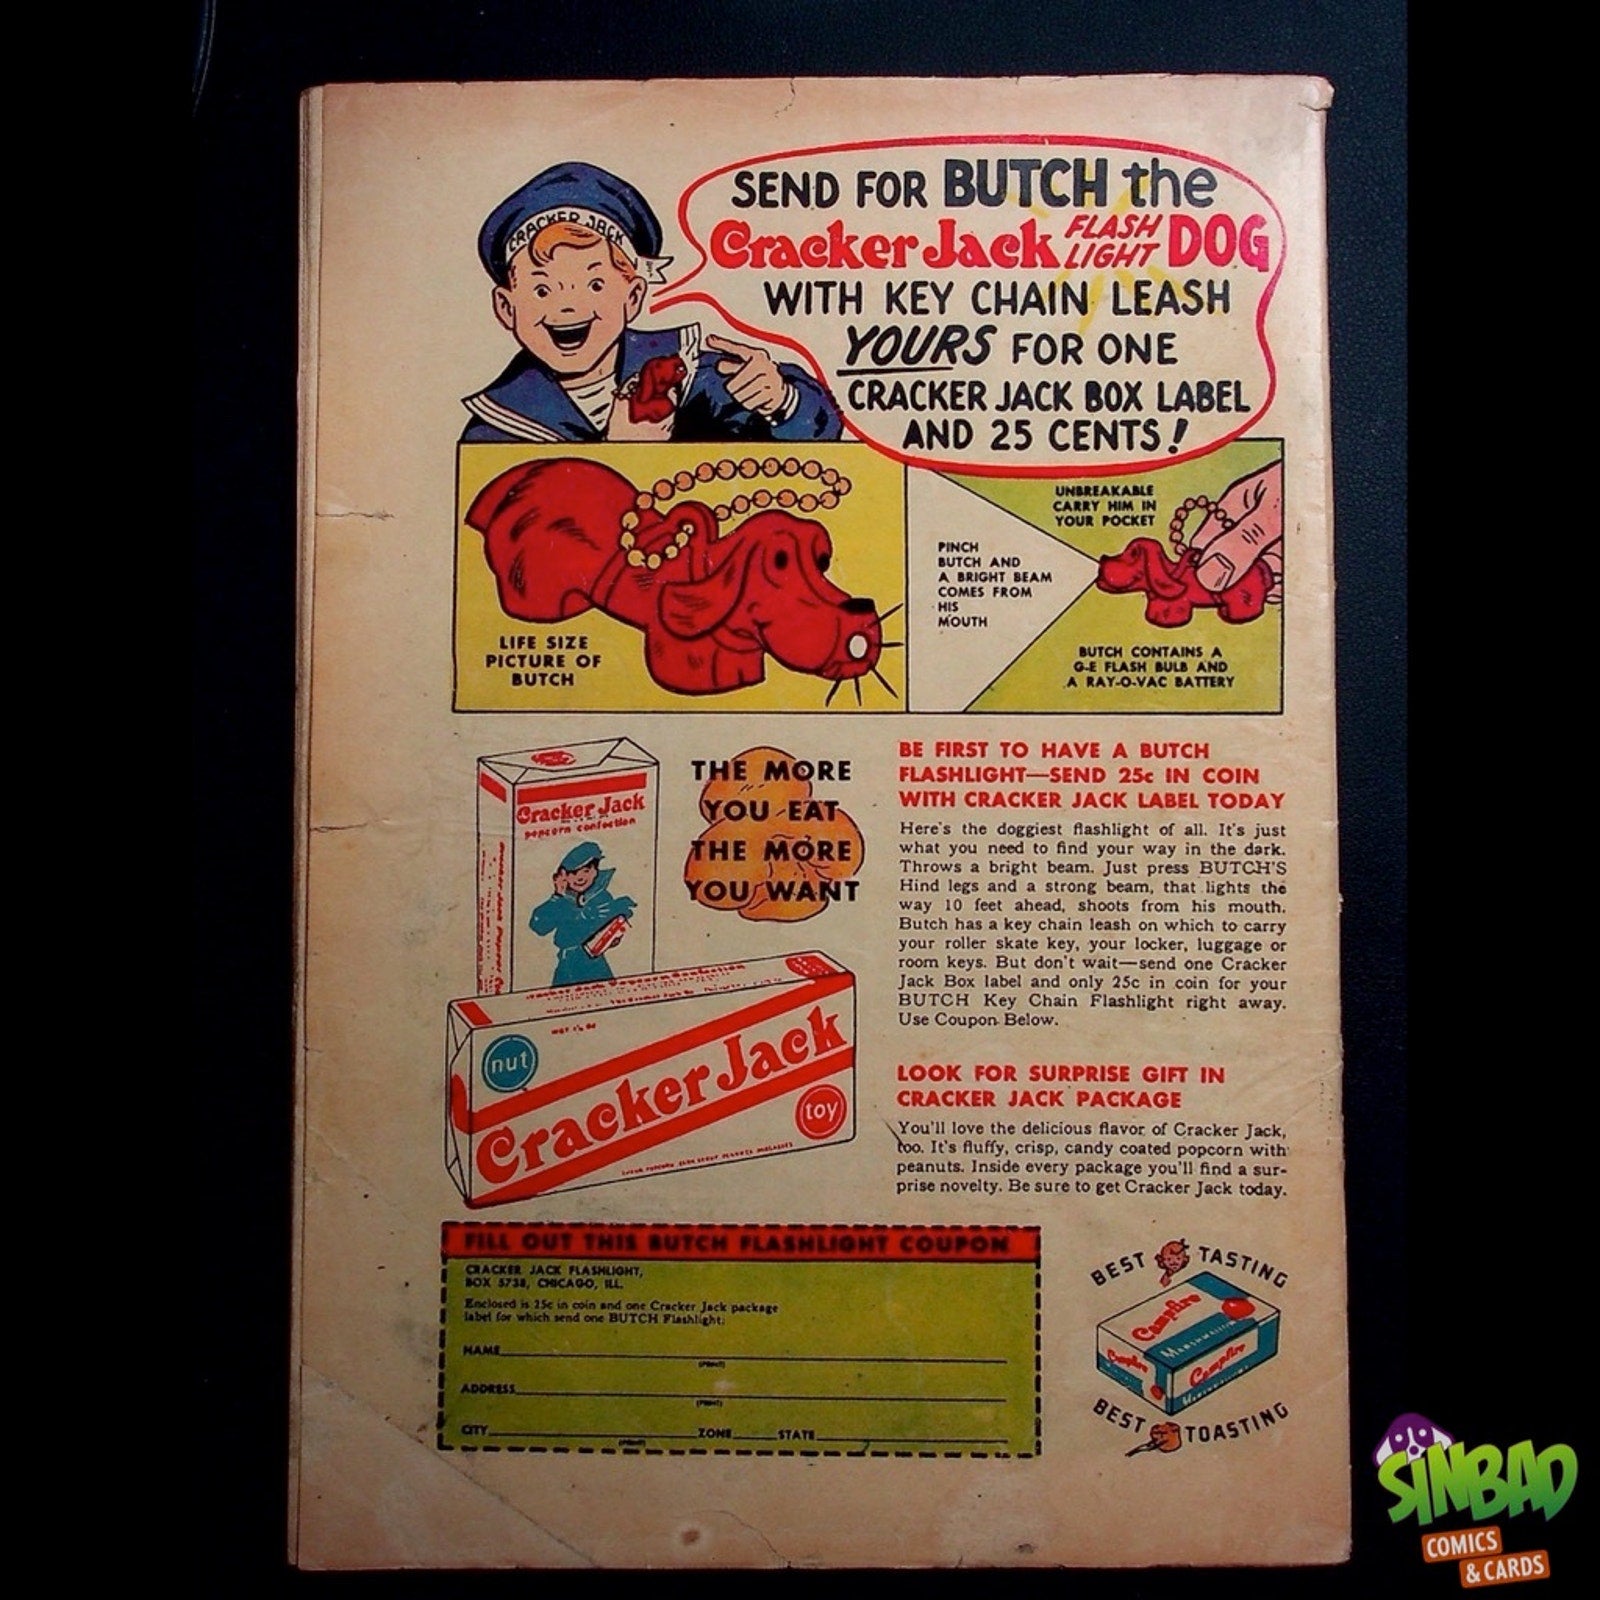 CRACKER JACK
SEND FOR BUTCH the
Cracker Jack FLASH LIGHT DOG
WITH KEY CHAIN LEASH
YOURS FOR ONE
CRACKER JACK BOX LABEL
AND 25 CENTS!
LIFE SIZE
PICTURE OF
BUTCH
PINCH
BUTCH AND
A BRIGHT BEAM
COMES FROM
HIS
MOUTH
UNBREAKABLE
CARRY HIM IN
YOUR POCKET
BUTCH CONTAINS A
G-E FLASH BULB AND
A RAY-O-VAC BATTERY
Cracker Jack
popcorn confection
THE MORE
YOU EAT
THE MORE
YOU WANT
Cracker Jack Popcorn Confection
nut
Cracker Jack
toy
BE FIRST TO HAVE A BUTCH
FLASHLIGHT—SEND 25c IN COIN
WITH CRACKER JACK LABEL TODAY
Here's the doggiest flashlight of all. It's just
what you need to find your way in the dark.
Throws a bright beam. Just press BUTCH'S
Hind legs and a strong beam, that lights the
way 10 feet ahead, shoots from his mouth.
Butch has a key chain leash on which to carry
your roller skate key, your locker, luggage or
room keys. But don't wait—send one Cracker
Jack Box label and only 25c in coin for your
BUTCH Key Chain Flashlight right away.
Use Coupon Below.
LOOK FOR SURPRISE GIFT IN
CRACKER JACK PACKAGE
You'll love the delicious flavor of Cracker Jack,
too. It's fluffy, crisp, candy coated popcorn with
peanuts. Inside every package you'll find a sur-
prise novelty. Be sure to get Cracker Jack today.
FILL OUT THIS BUTCH FLASHLIGHT COUPON
CRACKER JACK FLASHLIGHT,
BOX 5738, CHICAGO, ILL.
Enclosed is 25c in coin and one Cracker Jack package
label for which send one BUTCH Flashlight.
NAME
(PRINT)
ADDRESS
(PRINT)
CITY ZONE STATE
(PRINT)
BEST TASTING
Campfire
MARSHMALLOWS
Campfire
Campfire
BEST TOASTING
SINBAD
COMICS
& CARDS